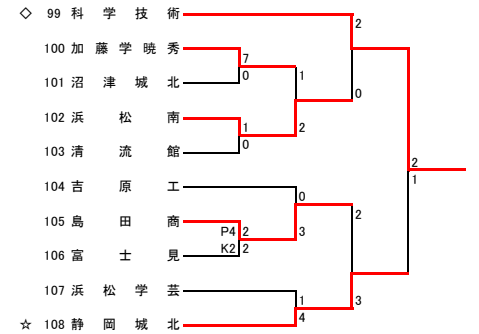 ◇ 99 科学技術
2
100 加藤学暁秀
7
0
101 沼津城北
1
0
102 浜松南
1
2
0
103 清流館
2
1
104 吉原工
0
2
105 島田商
P4 2
3
K2 2
106 富士見
107 浜松学芸
1
3
4
☆ 108 静岡城北